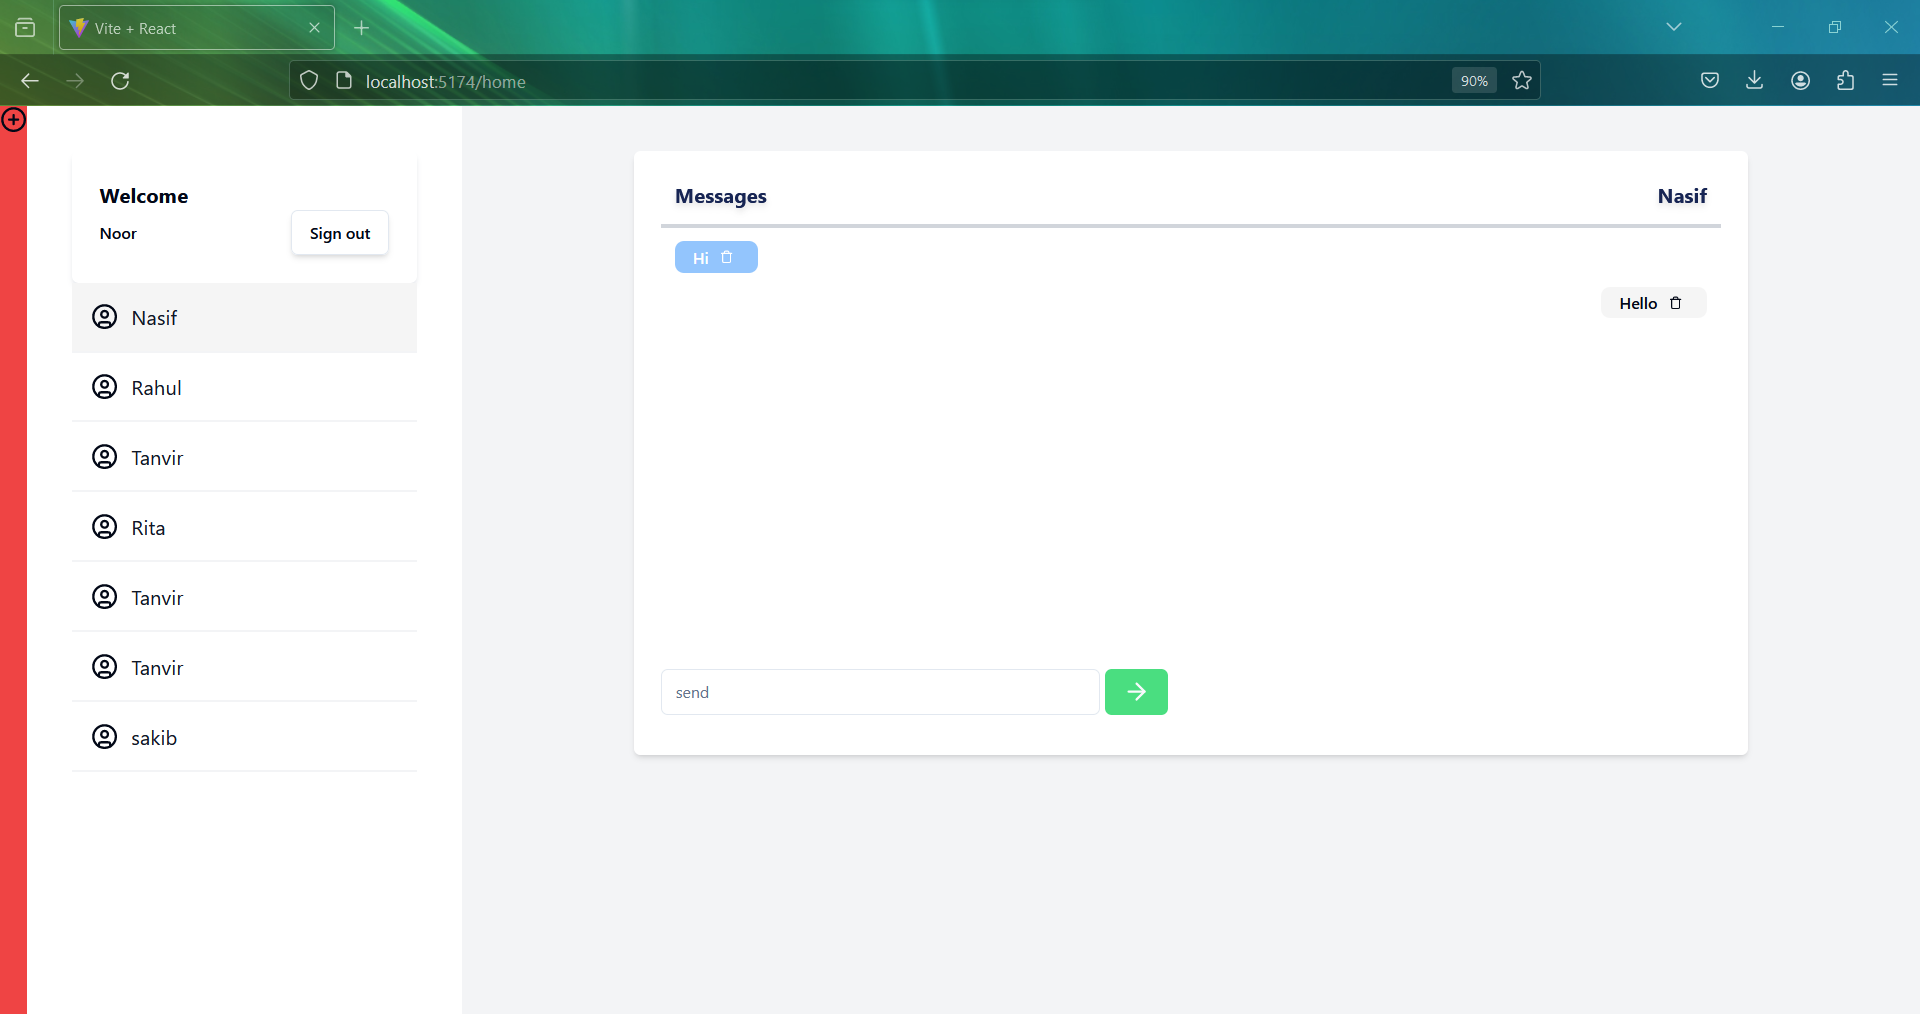 Vite + React
localhost:5174/home
90%
Welcome
Noor
Sign out
Nasif
Rahul
Tanvir
Rita
Tanvir
Tanvir
sakib
Messages
Nasif
Hi
Hello
send